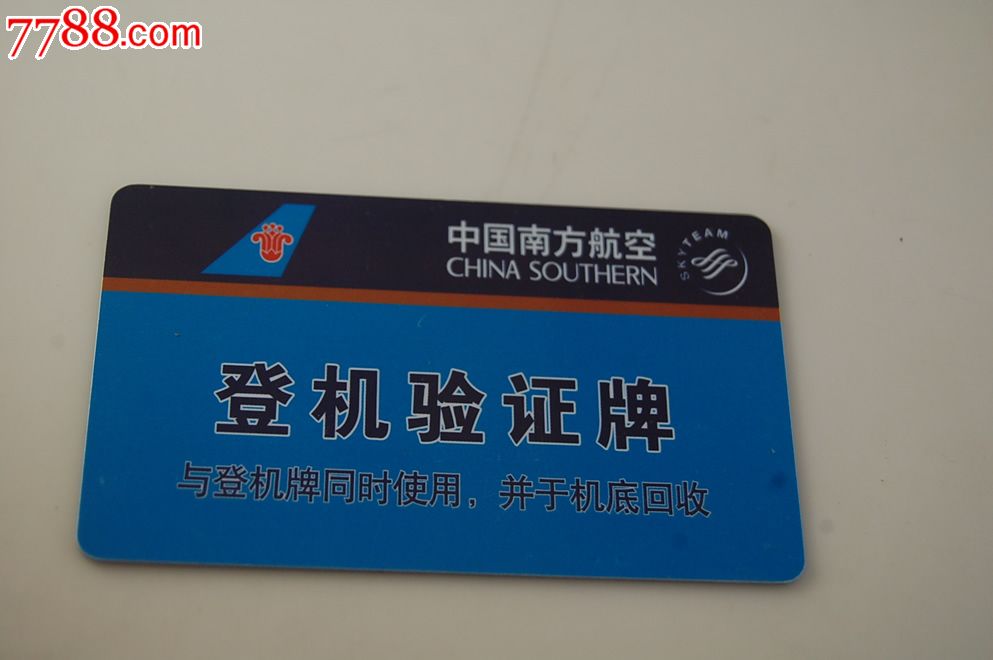 7788.com
中国南方航空
CHINA SOUTHERN
SKYTEAM
登机验证牌
与登机牌同时使用，并于机底回收